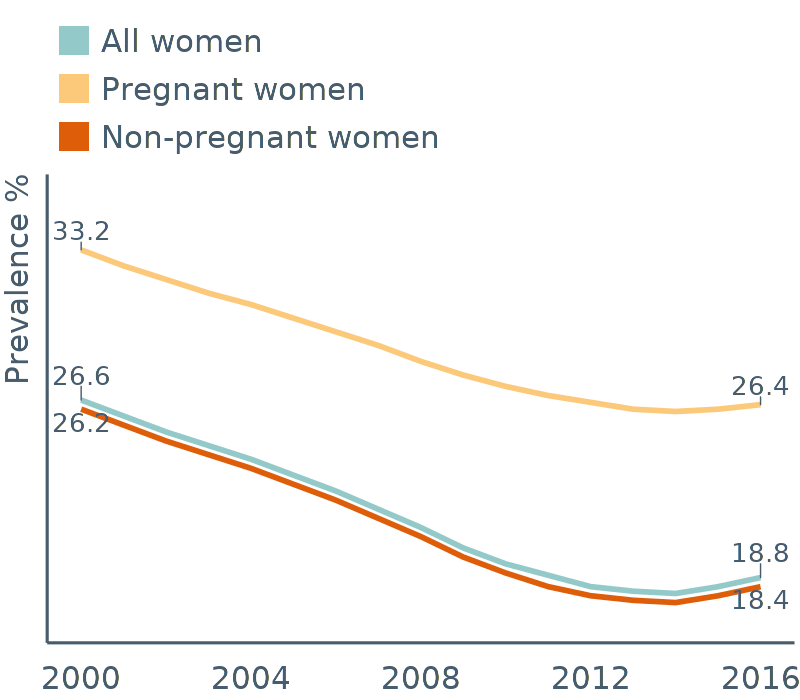 All women
Pregnant women
Non-pregnant women
Prevalence %
33.2
26.6
26.2
26.4
18.8
18.4
2000 2004 2008 2012 2016